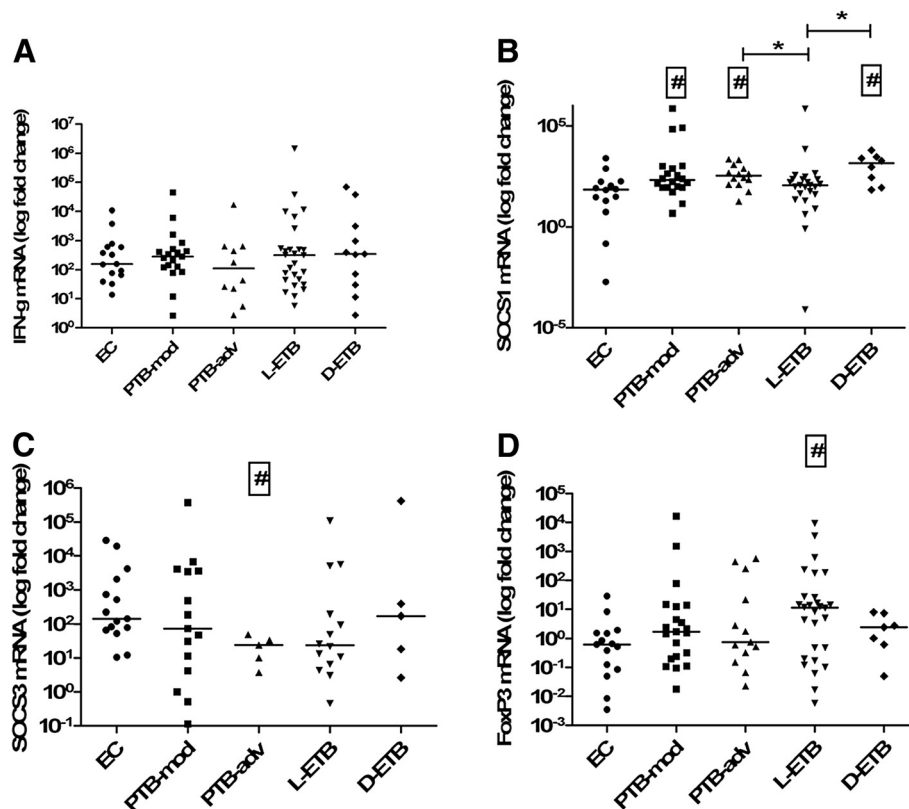 A
IFN-g mRNA (log fold change)
10⁷
10⁶
10⁵
10⁴
10³
10²
10¹
10⁰
EC
PTB-mod
PTB-adv
L-ETB
D-ETB
B
*
*
#
#
#
SOCS1 mRNA (log fold change)
10⁵
10⁰
10⁻⁵
EC
PTB-mod
PTB-adv
L-ETB
D-ETB
C
#
SOCS3 mRNA (log fold change)
10⁶
10⁵
10⁴
10³
10²
10¹
10⁰
10⁻¹
EC
PTB-mod
PTB-adv
L-ETB
D-ETB
D
#
FoxP3 mRNA (log fold change)
10⁵
10⁴
10³
10²
10¹
10⁰
10⁻¹
10⁻²
10⁻³
EC
PTB-mod
PTB-adv
L-ETB
D-ETB